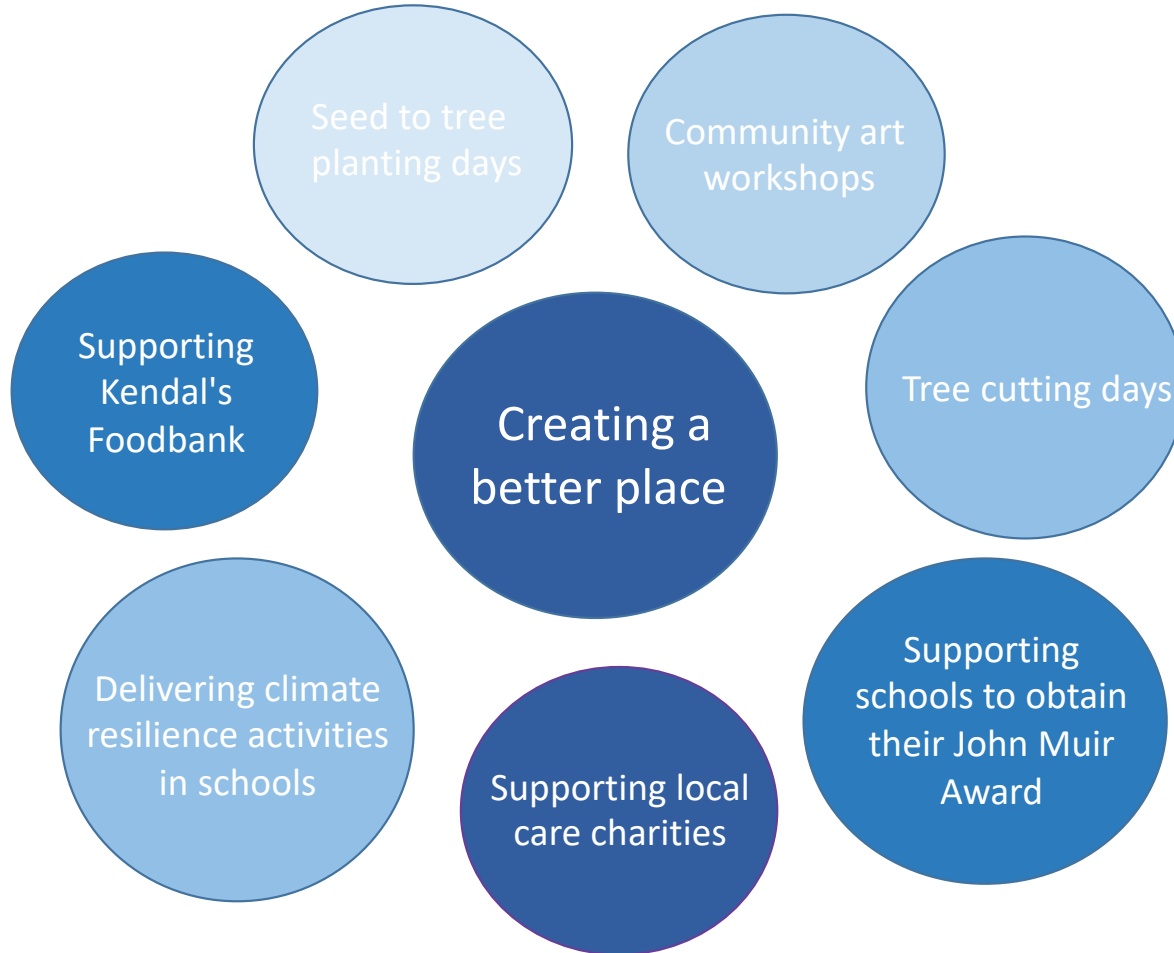 Seed to tree
planting days
Community art
workshops
Supporting
Kendal's
Foodbank
Tree cutting days
Creating a
better place
Delivering climate
resilience activities
in schools
Supporting
schools to obtain
their John Muir
Award
Supporting local
care charities